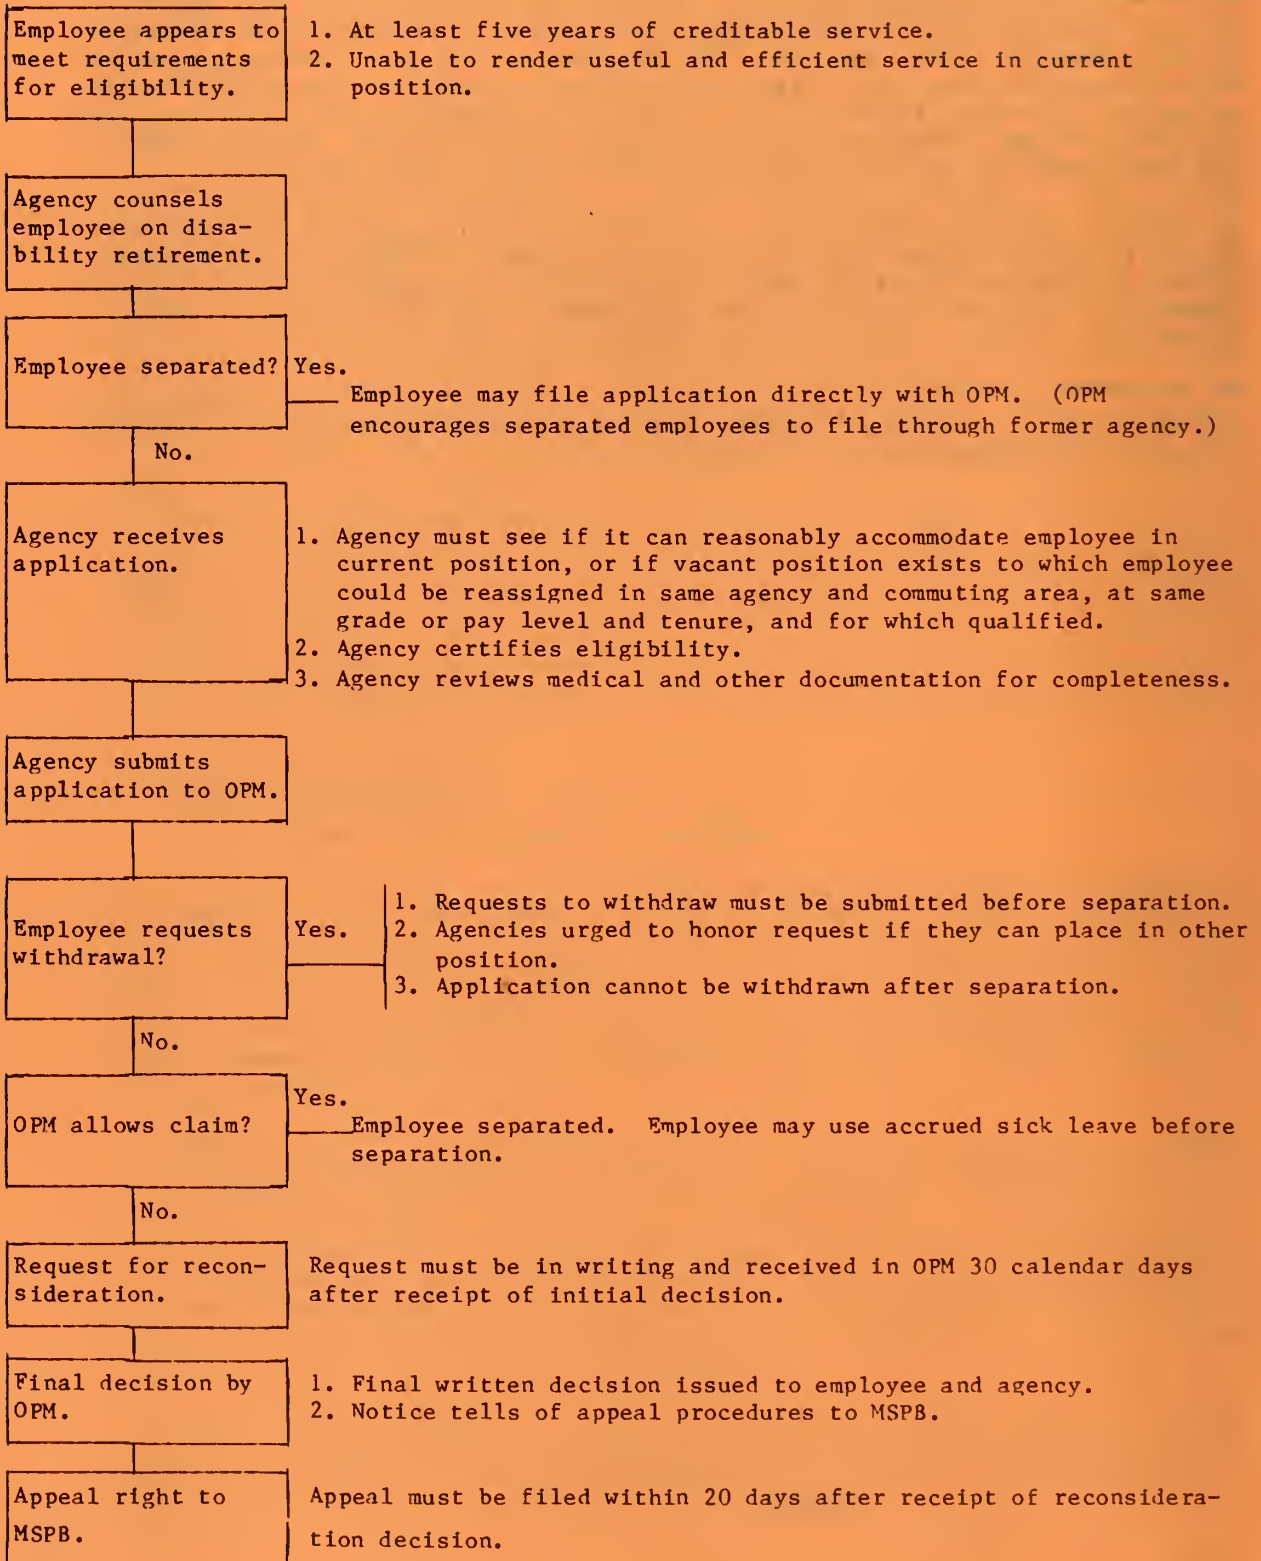 Employee appears to
meet requirements
for eligibility.
1. At least five years of creditable service.
2. Unable to render useful and efficient service in current
position.
Agency counsels
employee on disa-
bility retirement.
Employee separated?
Yes.
Employee may file application directly with OPM. (OPM
encourages separated employees to file through former agency.)
No.
Agency receives
application.
1. Agency must see if it can reasonably accommodate employee in
current position, or if vacant position exists to which employee
could be reassigned in same agency and commuting area, at same
grade or pay level and tenure, and for which qualified.
2. Agency certifies eligibility.
3. Agency reviews medical and other documentation for completeness.
Agency submits
application to OPM.
Employee requests
withdrawal?
Yes.
1. Requests to withdraw must be submitted before separation.
2. Agencies urged to honor request if they can place in other
position.
3. Application cannot be withdrawn after separation.
No.
OPM allows claim?
Yes.
Employee separated. Employee may use accrued sick leave before
separation.
No.
Request for recon-
sideration.
Request must be in writing and received in OPM 30 calendar days
after receipt of initial decision.
Final decision by
OPM.
1. Final written decision issued to employee and agency.
2. Notice tells of appeal procedures to MSPB.
Appeal right to
MSPB.
Appeal must be filed within 20 days after receipt of reconsidera-
tion decision.